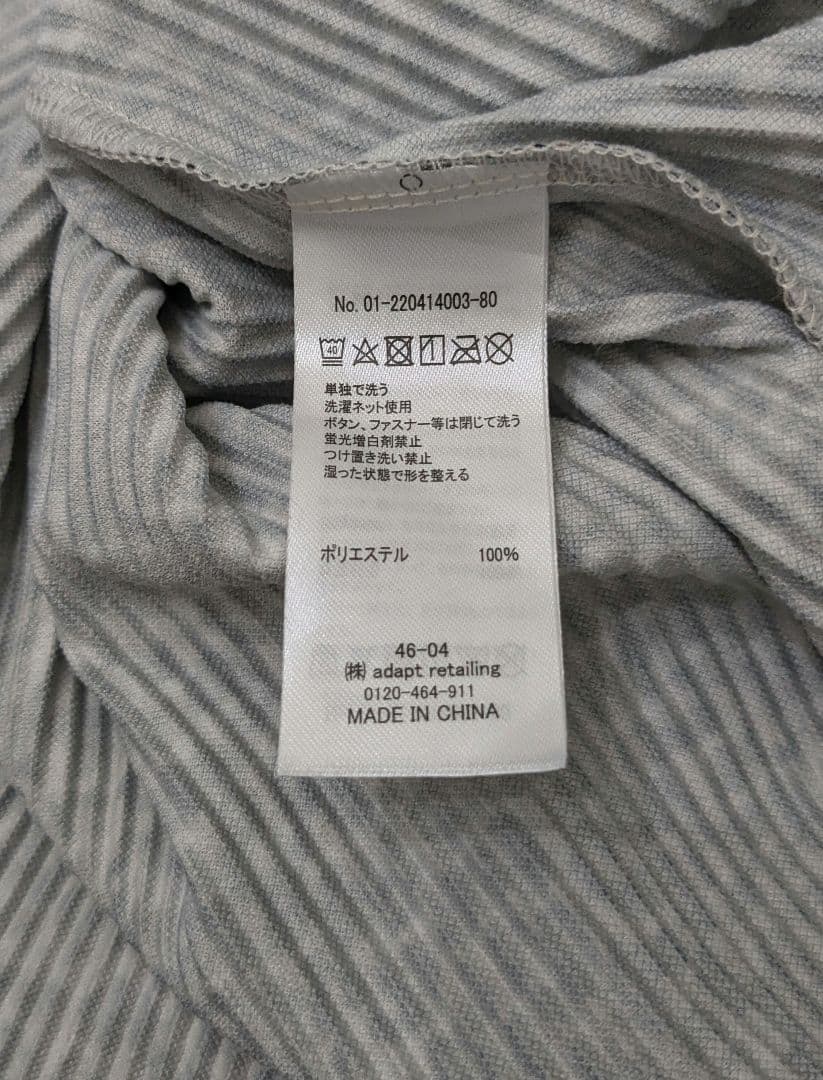 No. 01-220414003-80
40
単独で洗う
洗濯ネット使用
ボタン、ファスナー等は閉じて洗う
蛍光増白剤禁止
つけ置き洗い禁止
湿った状態で形を整える
ポリエステル 100%
46-04
㈱ adapt retailing
0120-464-911
MADE IN CHINA